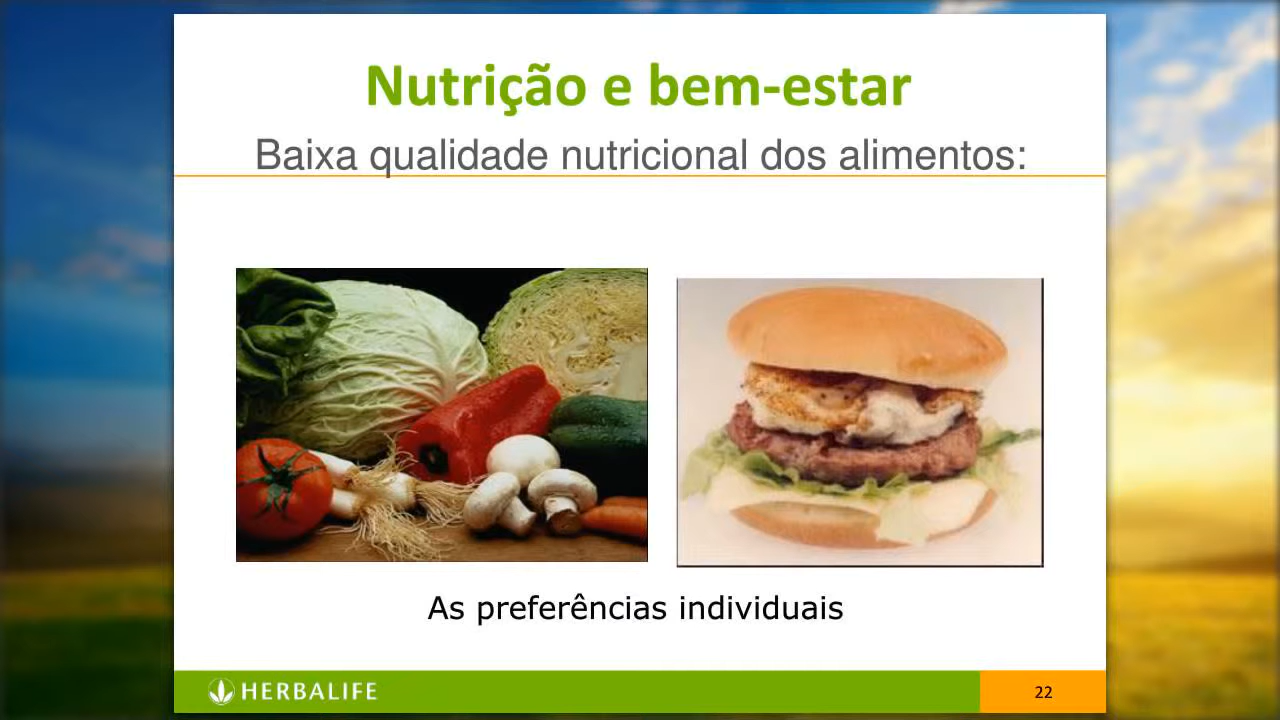 Nutrição e bem-estar
Baixa qualidade nutricional dos alimentos:
As preferências individuais
HERBALIFE
22